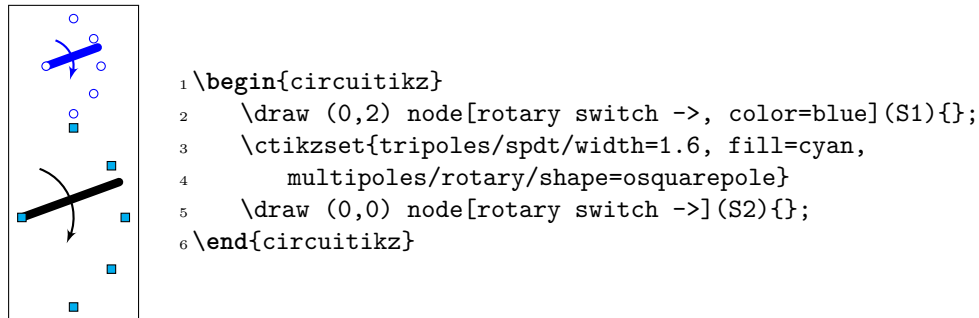 1 \begin{circuitikz}
2     \draw (0,2) node[rotary switch ->, color=blue](S1){};
3     \ctikzset{tripoles/spdt/width=1.6, fill=cyan,
4         multipoles/rotary/shape=osquarepole}
5     \draw (0,0) node[rotary switch ->](S2){};
6 \end{circuitikz}